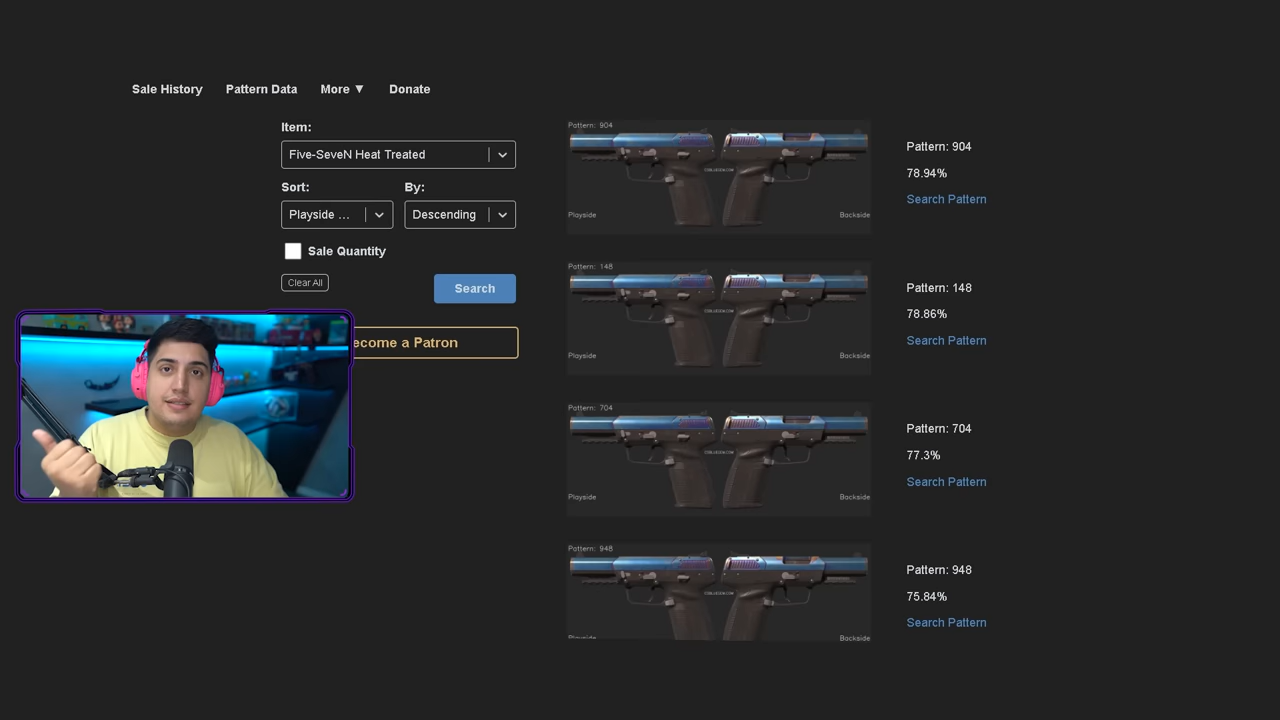 Sale History Pattern Data More ▼ Donate
Item:
Five-SeveN Heat Treated
Sort: By:
Playside ... Descending
Sale Quantity
Clear All
Search
ecome a Patron
Pattern: 904
Playside Backside
Pattern: 904
78.94%
Search Pattern
Pattern: 148
Playside Backside
Pattern: 148
78.86%
Search Pattern
Pattern: 704
Playside Backside
Pattern: 704
77.3%
Search Pattern
Pattern: 948
Playside Backside
Pattern: 948
75.84%
Search Pattern